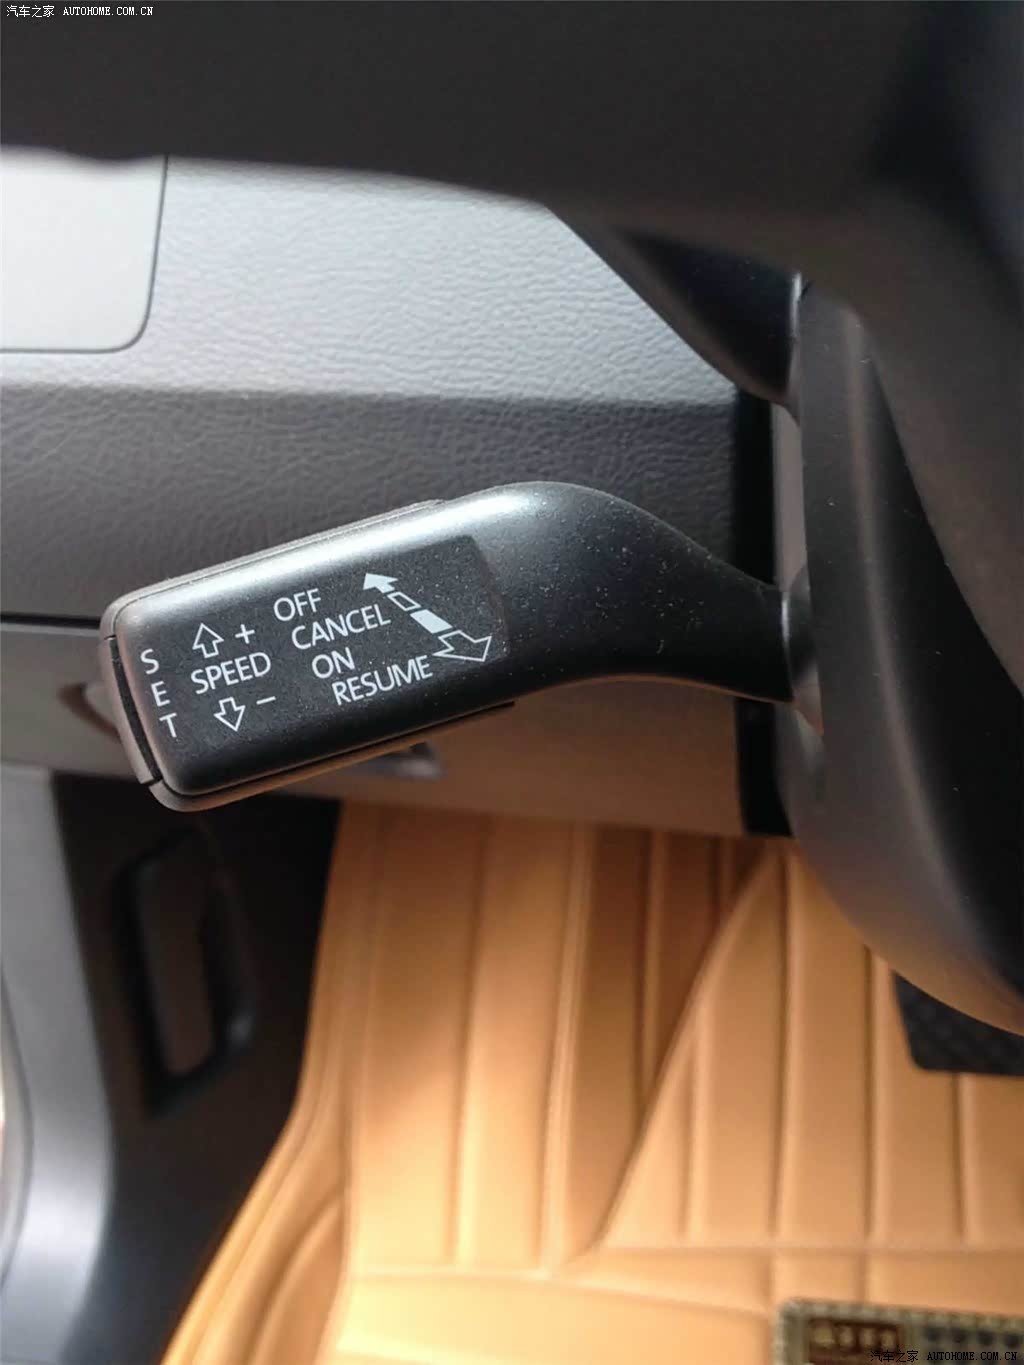 汽车之家 AUTOHOME.COM.CN
OFF
CANCEL
ON
RESUME
+
SPEED
−
SET
汽车之家 AUTOHOME.COM.CN